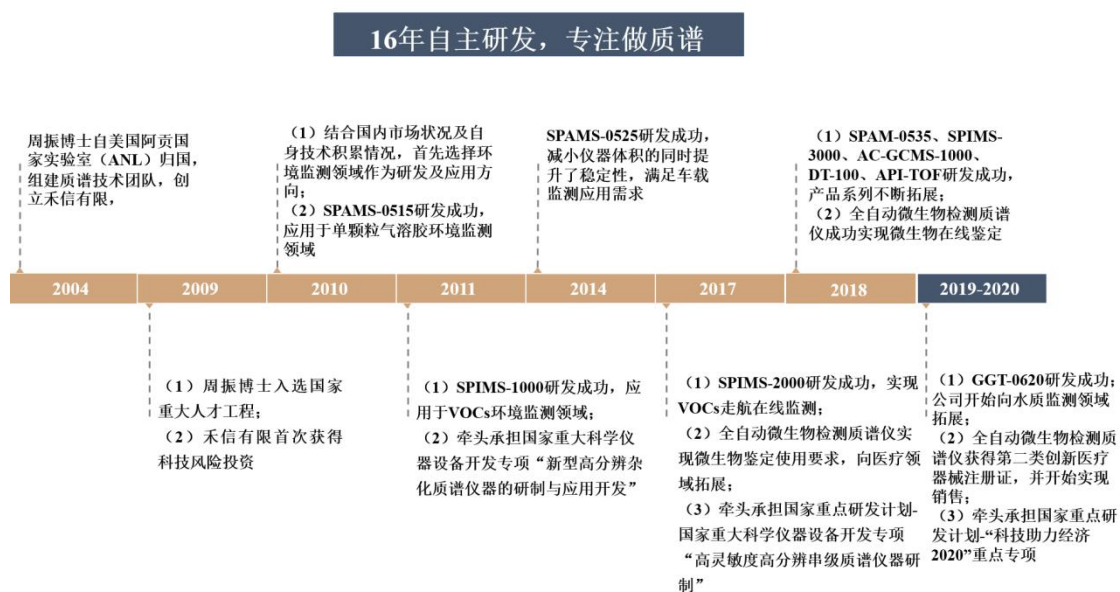 16年自主研发，专注做质谱
周振博士自美国阿贡国
家实验室（ANL）归国，
组建质谱技术团队，创
立禾信有限，
（1）结合国内市场状况及自
身技术积累情况，首先选择环
境监测领域作为研发及应用方
向；
（2）SPAMS-0515研发成功，
应用于单颗粒气溶胶环境监测
领域
SPAMS-0525研发成功，
减小仪器体积的同时提
升了稳定性，满足车载
监测应用需求
（1）SPAM-0535、SPIMS-
3000、AC-GCMS-1000、
DT-100、API-TOF研发成功，
产品系列不断拓展；
（2）全自动微生物检测质谱
仪成功实现微生物在线鉴定
2004 2009 2010 2011 2014 2017 2018 2019-2020
（1）周振博士入选国家
重大人才工程；
（2）禾信有限首次获得
科技风险投资
（1）SPIMS-1000研发成功，应
用于VOCs环境监测领域；
（2）牵头承担国家重大科学仪
器设备开发专项“新型高分辨杂
化质谱仪器的研制与应用开发”
（1）SPIMS-2000研发成功，实现
VOCs走航在线监测；
（2）全自动微生物检测质谱仪实
现微生物鉴定使用要求，向医疗领
域拓展；
（3）牵头承担国家重点研发计划-
国家重大科学仪器设备开发专项
“高灵敏度高分辨串级质谱仪器研
制”
（1）GGT-0620研发成功；
公司开始向水质监测领域
拓展；
（2）全自动微生物检测质
谱仪获得第二类创新医疗
器械注册证，并开始实现
销售；
（3）牵头承担国家重点研
发计划-“科技助力经济
2020”重点专项